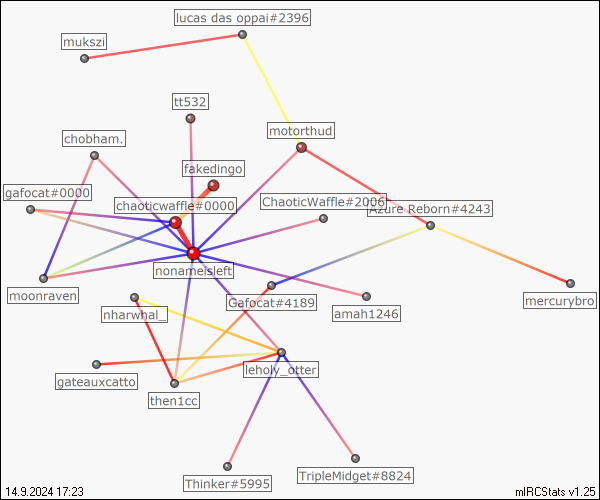 lucas das oppai#2396
mukszi
tt532
motorthud
chobham.
fakedingo
gafocat#0000
chaoticwaffle#0000
ChaoticWaffle#2006
Azure Reborn#4243
nonameisleft
moonraven
Gafocat#4189
mercurybro
nharwhal_
amah1246
leholy_otter
gateauxcatto
then1cc
TripleMidget#8824
Thinker#5995
14.9.2024 17:23
mIRCStats v1.25